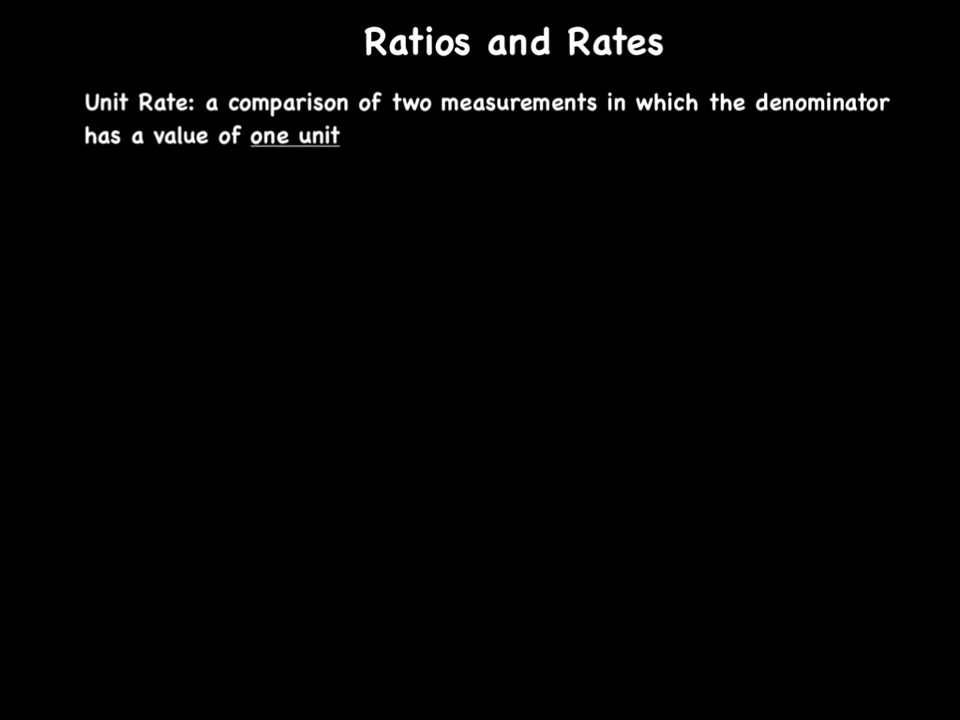 Ratios and Rates
Unit Rate: a comparison of two measurements in which the denominator
has a value of one unit